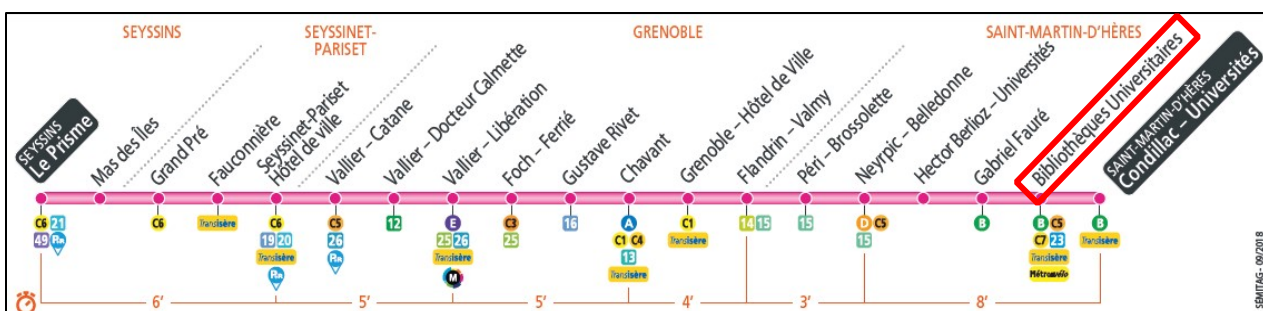 SEYSSINS
SEYSSINET-
PARISET
GRENOBLE
SAINT-MARTIN-D'HÈRES
SEYSSINS
Le Prisme
Mas des Îles
Grand Pré
Fauconnière
Seyssinet-Pariset
Hôtel de ville
Vallier – Catane
Vallier – Docteur Calmette
Vallier – Libération
Foch – Ferrié
Gustave Rivet
Chavant
Grenoble – Hôtel de Ville
Flandrin – Valmy
Péri – Brossolette
Neyrpic – Belledonne
Hector Berlioz – Universités
Gabriel Fauré
Bibliothèques Universitaires
SAINT-MARTIN-D'HÈRES
Condillac – Universités
C6 21
49 P+R
C6
Transisère
C6
19 20
Transisère
P+R
C5
26
P+R
12
E
25 26
M
C3
25
16
A
C1 C4
13
Transisère
C1
Transisère
14 15
15
D C5
15
B
B C5
C7 23
Transisère
Métrovélo
B
Transisère
6' 5' 5' 4' 3' 8'
SÉMITAG - 09/2018